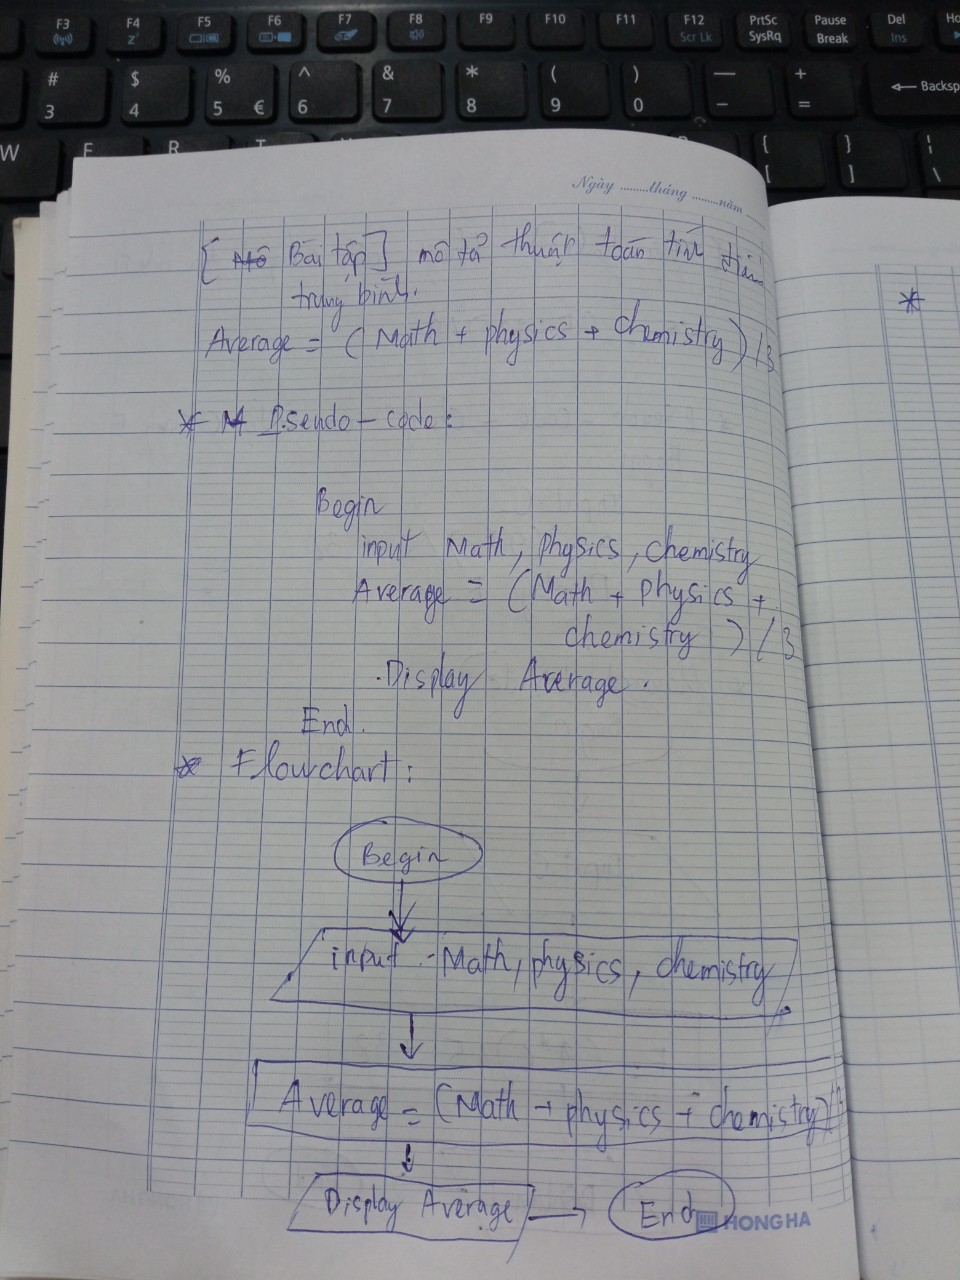 F3 F4 F5 F6 F7 F8 F9 F10 F11 F12 PrtSc Pause Del
Scr Lk SysRq Break Ins
# $ % ^ & * ( ) — +
3 4 5 € 6 7 8 9 0 - = Backsp
W E R T { }
[ ] \
Ngày ........tháng ........năm
[Bài tập] mô tả thuật toán tính điểm
trung bình.
Average = (Math + physics + chemistry) / 3
* Pseudo - code:
Begin
input Math, physics, chemistry
Average = (Math + physics +
chemistry) / 3
Display Average.
End.
* Flowchart:
Begin
input Math, physics, chemistry
Average = (Math + physics + chemistry)/3
Display Average
End
HONG HA
*